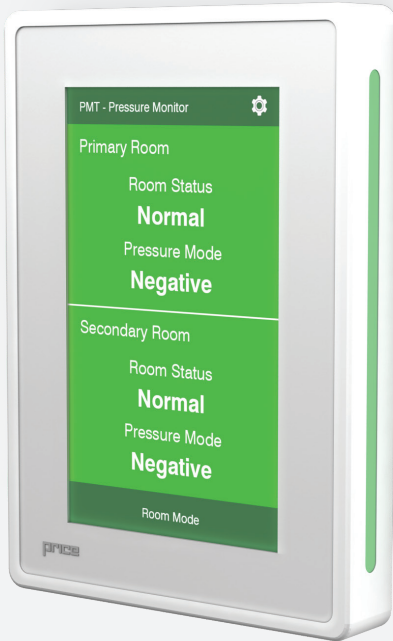 PMT - Pressure Monitor
Primary Room
Room Status
Normal
Pressure Mode
Negative
Secondary Room
Room Status
Normal
Pressure Mode
Negative
Room Mode
price